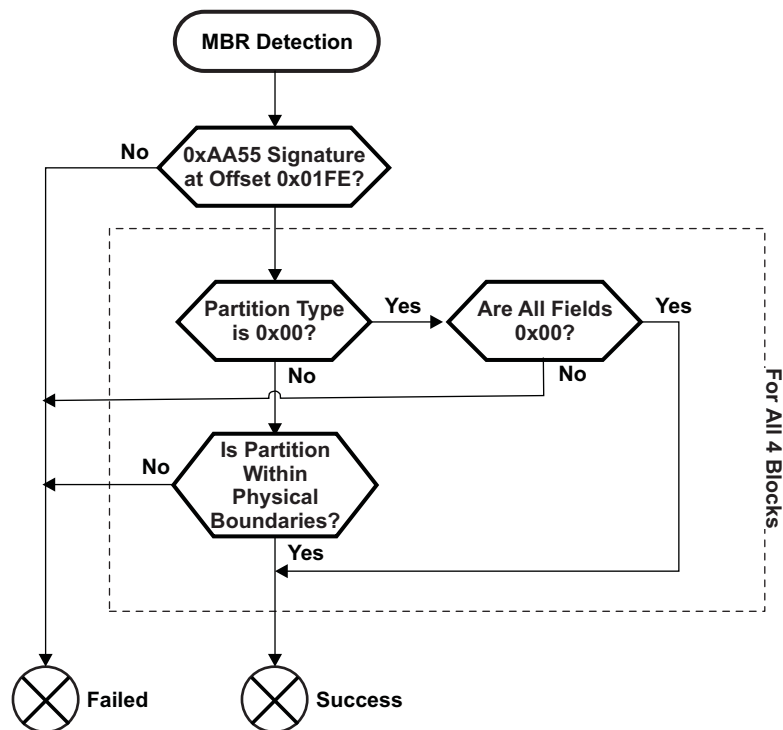 MBR Detection
No
0xAA55 Signature
at Offset 0x01FE?
Partition Type
is 0x00?
Yes
Are All Fields
0x00?
Yes
No
No
For All 4 Blocks
No
Is Partition
Within
Physical
Boundaries?
Yes
Failed
Success